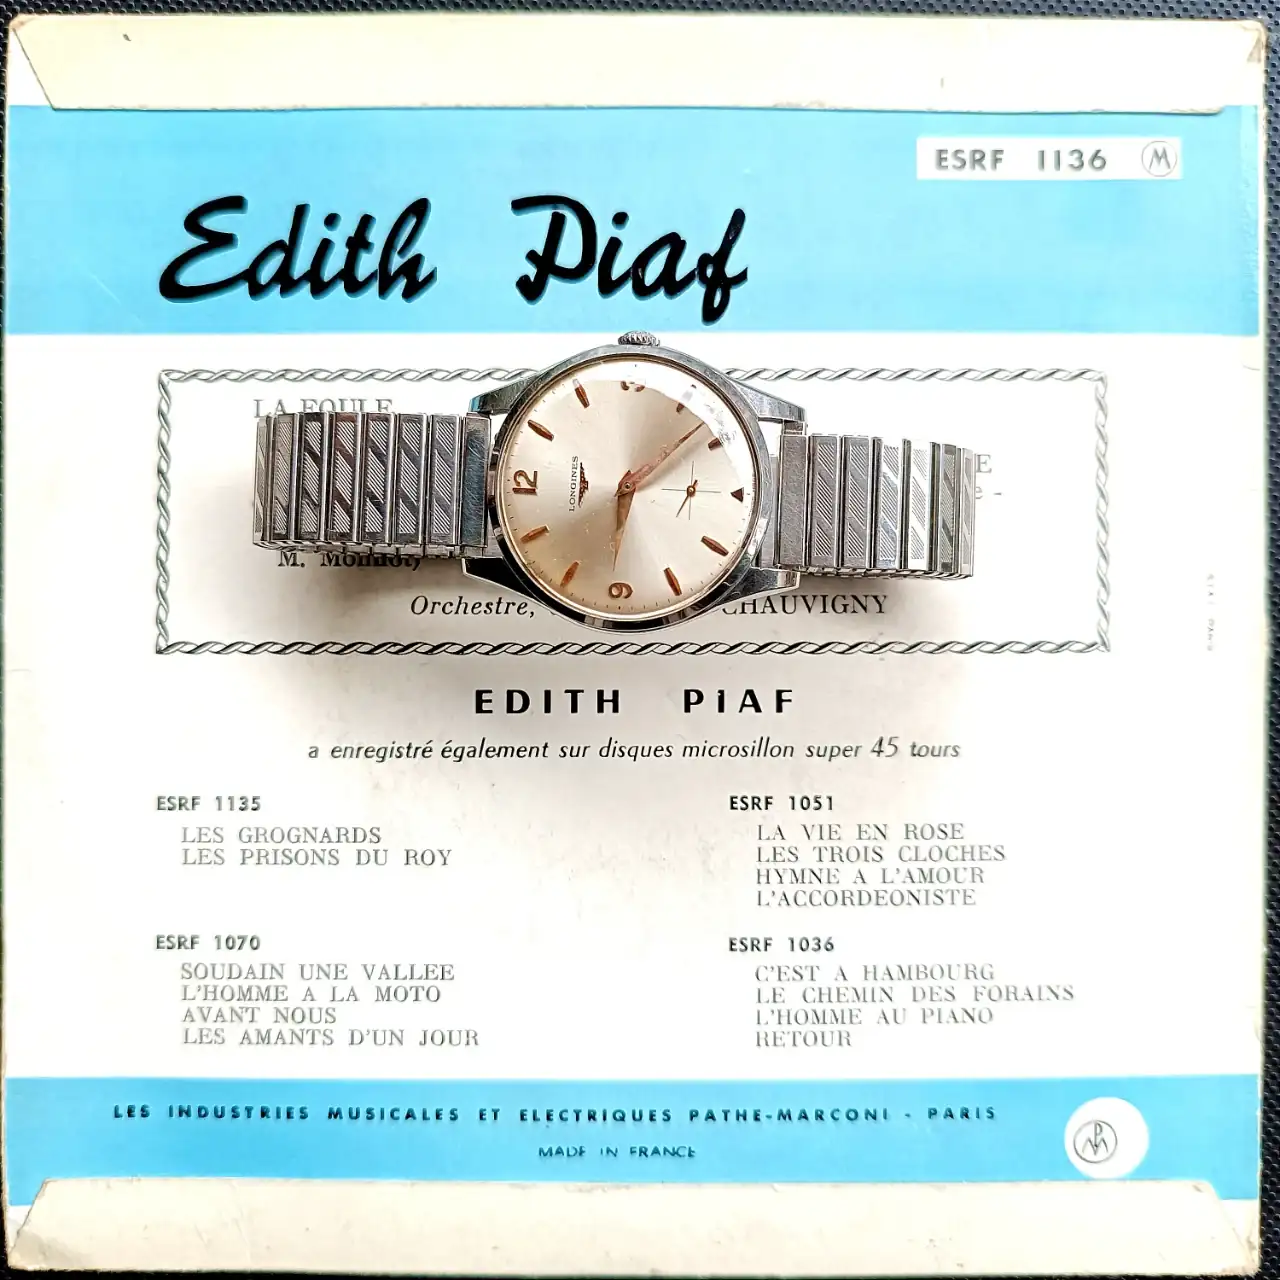 ESRF 1136 M
Edith Piaf
LA FOULE
E
M.
Orchestre, CHAUVIGNY
12
3
9
LONGINES
EDITH PIAF
a enregistré également sur disques microsillon super 45 tours
ESRF 1135
LES GROGNARDS
LES PRISONS DU ROY
ESRF 1051
LA VIE EN ROSE
LES TROIS CLOCHES
HYMNE A L'AMOUR
L'ACCORDEONISTE
ESRF 1070
SOUDAIN UNE VALLEE
L'HOMME A LA MOTO
AVANT NOUS
LES AMANTS D'UN JOUR
ESRF 1036
C'EST A HAMBOURG
LE CHEMIN DES FORAINS
L'HOMME AU PIANO
RETOUR
LES INDUSTRIES MUSICALES ET ELECTRIQUES PATHE-MARCONI - PARIS
MADE IN FRANCE